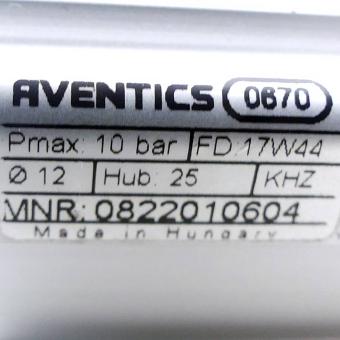 AVENTICS 0670
Pmax: 10 bar FD:17W44
Ø 12 Hub: 25 KHZ
MNR: 0822010604
Made in Hungary